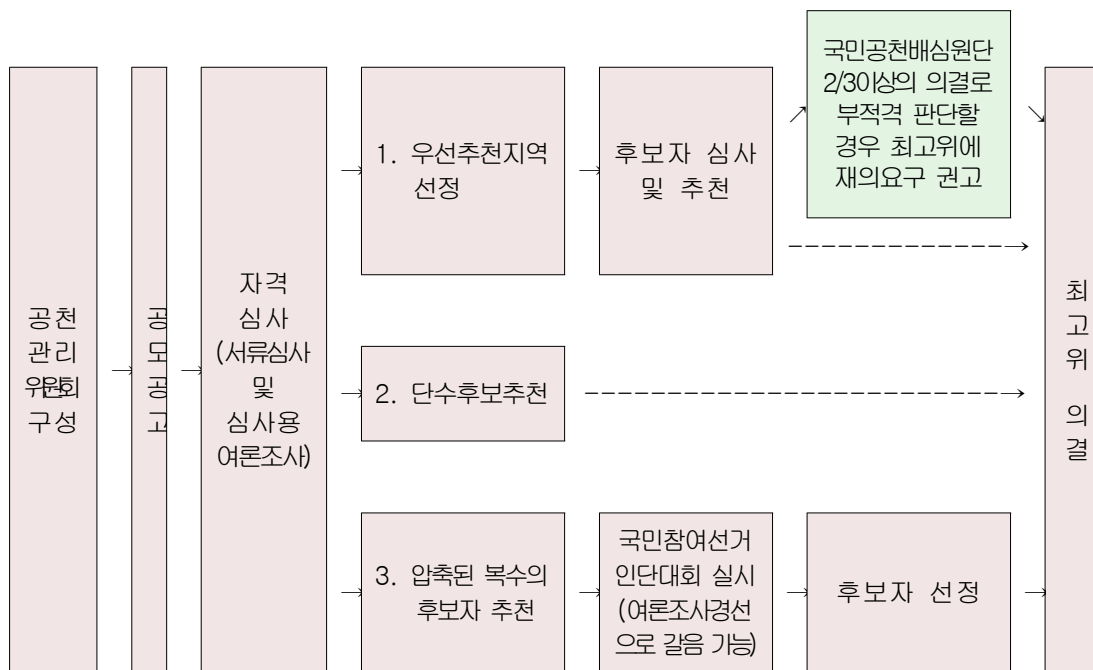 공천
관리
위원회
구성
공
모
공
고
자격
심사
(서류심사
및
심사용
여론조사)
1. 우선추천지역
선정
후보자 심사
및 추천
국민공천배심원단
2/3이상의 의결로
부적격 판단할
경우 최고위에
재의요구 권고
2. 단수후보추천
3. 압축된 복수의
후보자 추천
국민참여선거
인단대회 실시
(여론조사경선
으로 갈음 가능)
후보자 선정
최
고
위
의
결